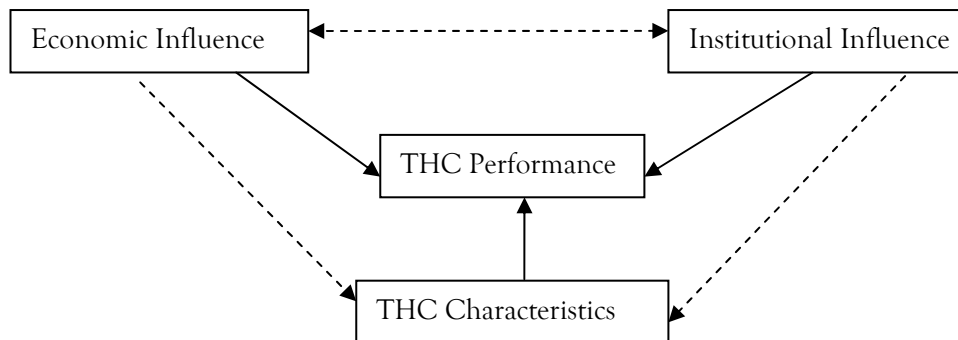 Economic Influence
Institutional Influence
THC Performance
THC Characteristics